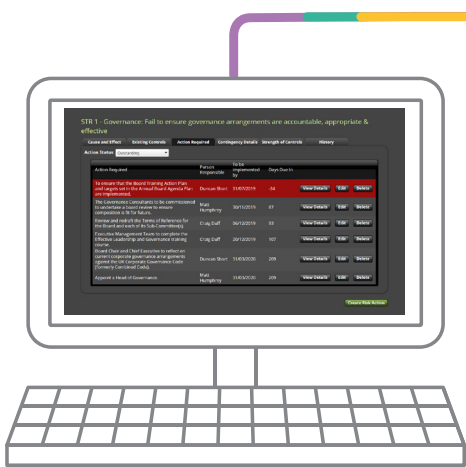 STR 1 - Governance: Fail to ensure governance arrangements are accountable, appropriate &
effective
Cause and Effect Existing Controls Action Required Contingency Details Strength of Controls History
Action Status Outstanding
Action Required Person Responsible To be implemented by Days Due In
To ensure that the Board Training Action Plan
and targets set in the Annual Board Agenda Plan
are implemented.
Duncan Short 31/07/2019 -34 View Details Edit Delete
The Governance Consultants to be commissioned
to undertake a board review to ensure
composition is fit for future.
Matt Humphrey 30/11/2019 View Details Edit Delete
Review and redraft the Terms of Reference for
the Board and each of its Sub-Committee(s).
Craig Duff 06/12/2019 93 View Details Edit Delete
Executive Management Team to complete the
Effective Leadership and Governance training
course.
Craig Duff 20/12/2019 107 View Details Edit Delete
Board Chair and Chief Executive to reflect on
current corporate governance arrangements
against the UK Corporate Governance Code
(formerly Combined Code).
Duncan Short 31/03/2020 209 View Details Edit Delete
Appoint a Head of Governance.
Matt Humphrey 31/03/2020 209 View Details Edit Delete
Create Risk Action